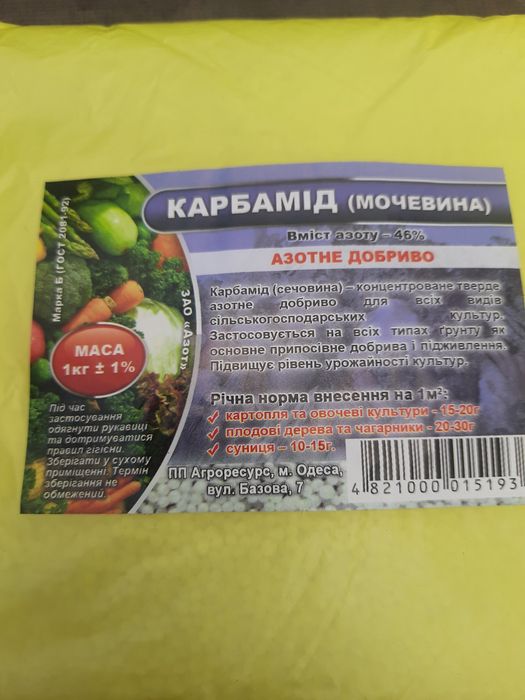 КАРБАМІД (МОЧЕВИНА)
Вміст азоту – 46%
АЗОТНЕ ДОБРИВО
Карбамід (сечовина) – концентроване тверде
азотне добриво для всіх видів
сільськогосподарських культур.
Застосовується на всіх типах ґрунту як
основне припосівне добрива і підживлення.
Підвищує рівень урожайності культур.
Річна норма внесення на 1м²:
картопля та овочеві культури - 15-20г
плодові дерева та чагарники - 20-30г
суниця – 10-15г.
ПП Агроресурс, м. Одеса,
вул. Базова, 7
4 821000 015193
Марка Б (ГОСТ 2081-92)
ЗАО «Азот»
МАСА
1кг ± 1%
Під час
застосування
одягнути рукавиці
та дотримуватися
правил гігієни.
Зберігати у сухому
приміщенні. Термін
зберігання не
обмежений.